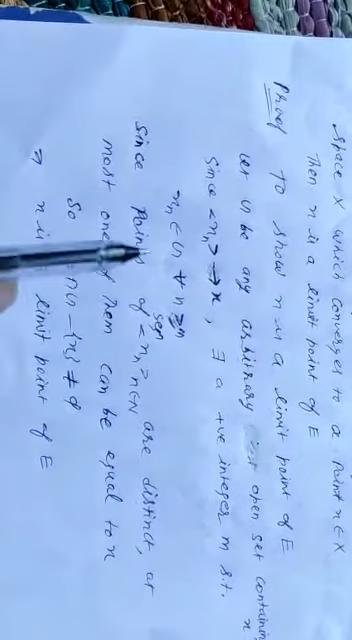 space X which converges to a point x ∈ X
Then x is a limit point of E
Proof To show x is a limit point of E
Let G be any arbitrary open set containing x
Since <xₙ> → x, ∃ a +ve integer m s.t.
xₙ ∈ G ∀ n ≥ m
Since Points of sep <xₙ> n∈N are distinct, at
most one of them can be equal to x
So ∩ G - {x} ≠ φ
⇒ x is limit point of E